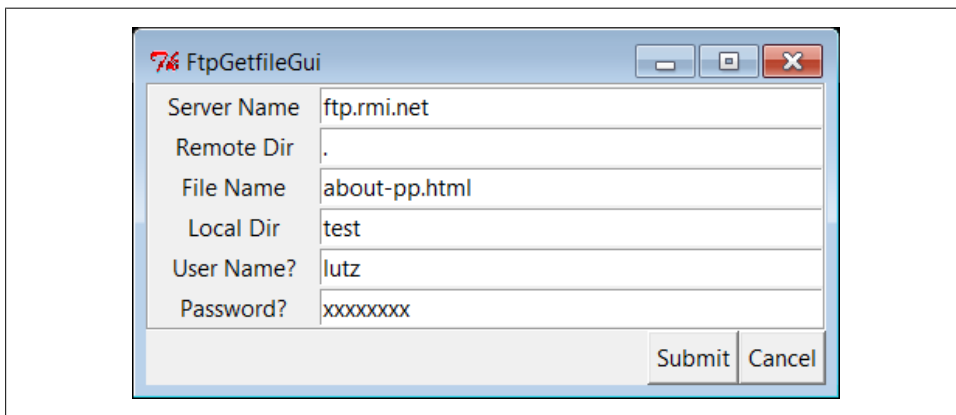 FtpGetfileGui
Server Name ftp.rmi.net
Remote Dir .
File Name about-pp.html
Local Dir test
User Name? lutz
Password? xxxxxxxx
Submit Cancel